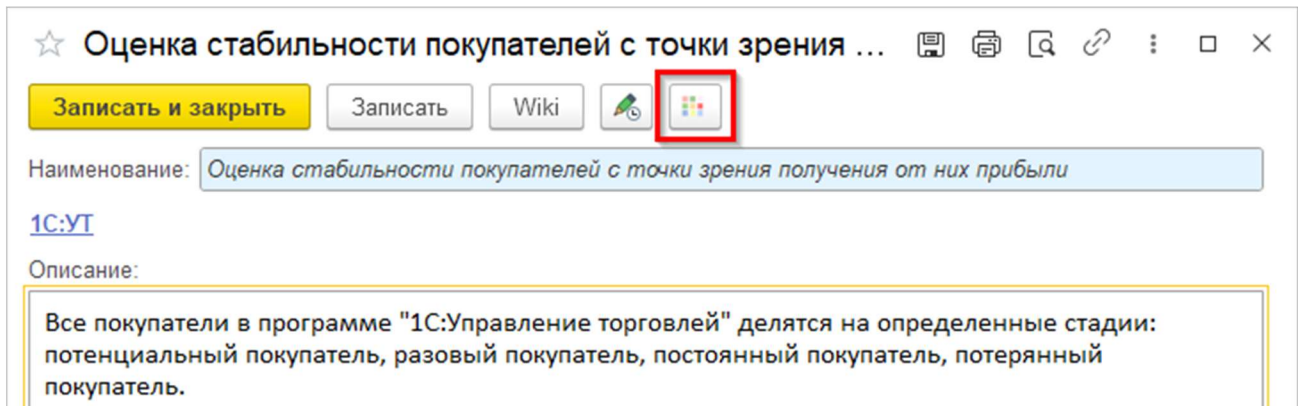 Оценка стабильности покупателей с точки зрения ...
Записать и закрыть Записать Wiki
Наименование: Оценка стабильности покупателей с точки зрения получения от них прибыли
1С:УТ
Описание:
Все покупатели в программе "1С:Управление торговлей" делятся на определенные стадии:
потенциальный покупатель, разовый покупатель, постоянный покупатель, потерянный
покупатель.